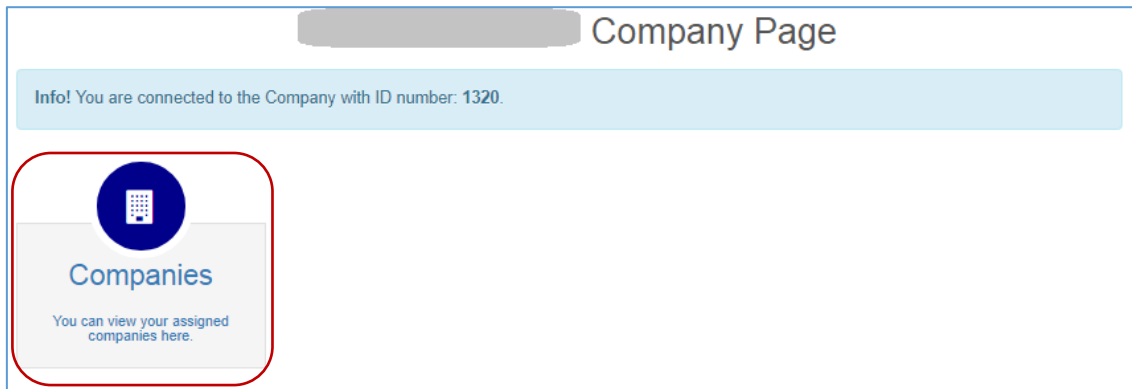 Company Page
Info! You are connected to the Company with ID number: 1320.
Companies
You can view your assigned
companies here.